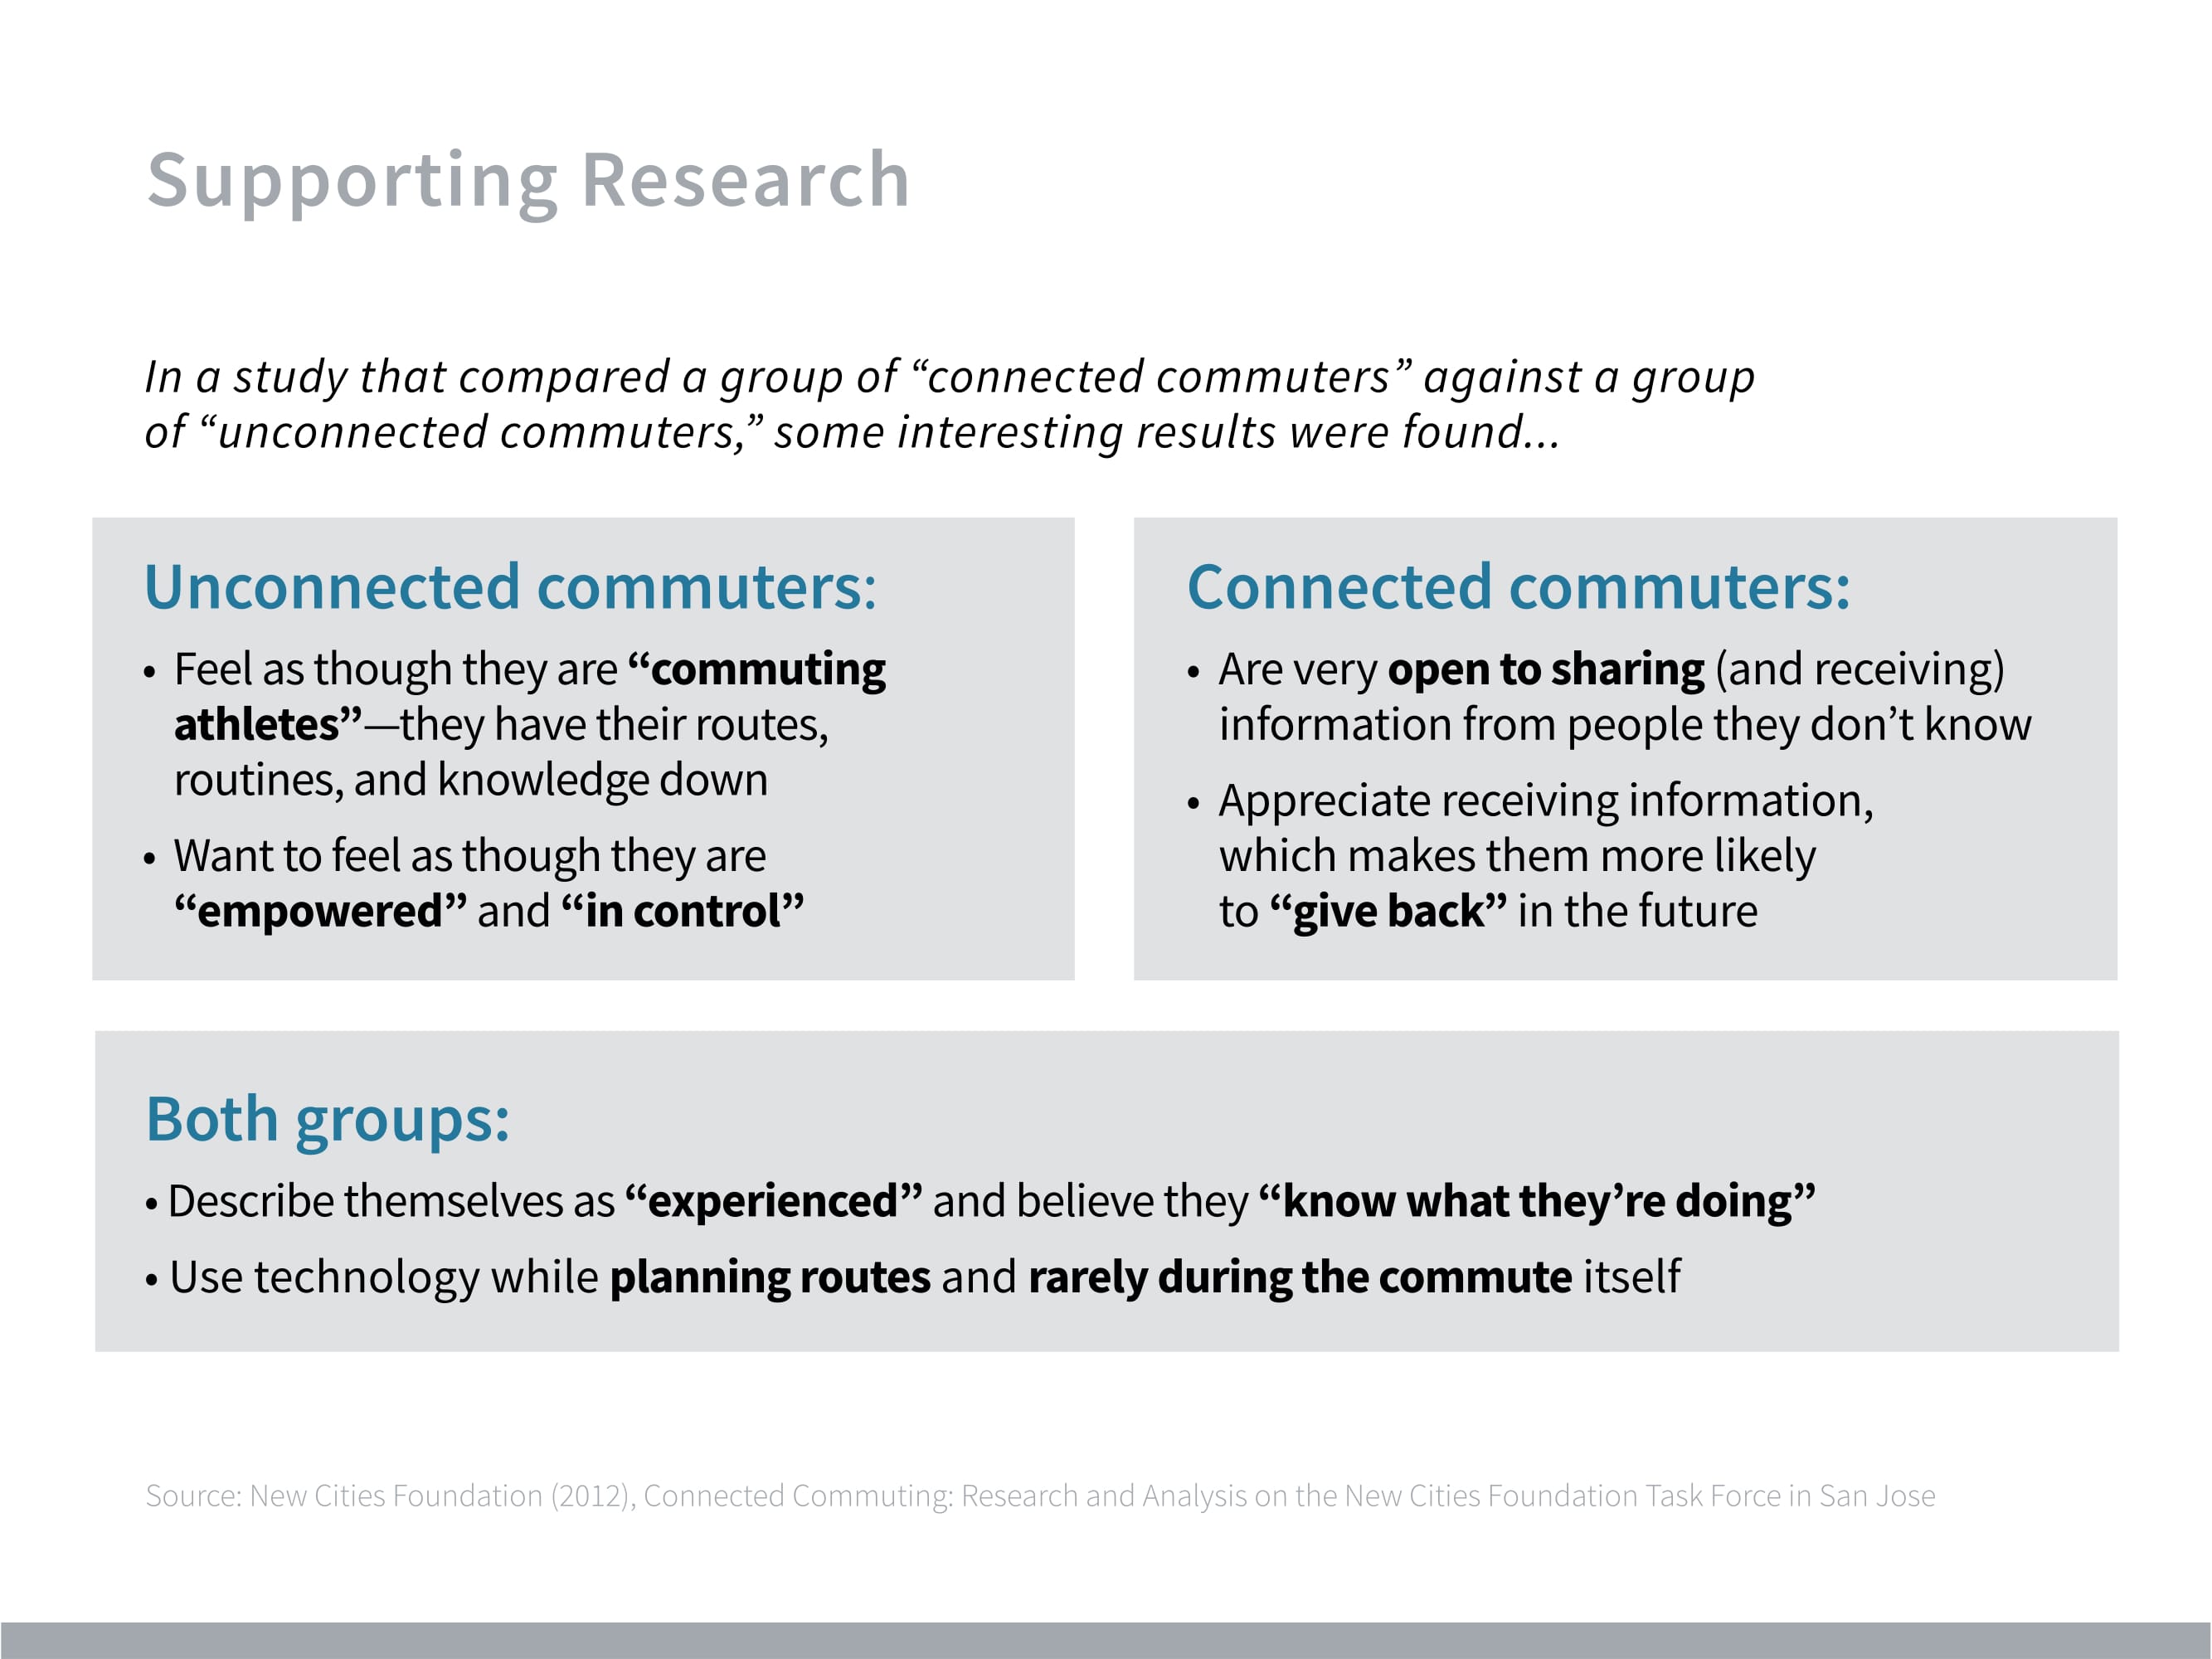 Supporting Research
In a study that compared a group of “connected commuters” against a group
of “unconnected commuters,” some interesting results were found...
Unconnected commuters:
• Feel as though they are “commuting
athletes”—they have their routes,
routines, and knowledge down
• Want to feel as though they are
“empowered” and “in control”
Connected commuters:
• Are very open to sharing (and receiving)
information from people they don’t know
• Appreciate receiving information,
which makes them more likely
to “give back” in the future
Both groups:
• Describe themselves as “experienced” and believe they “know what they’re doing”
• Use technology while planning routes and rarely during the commute itself
Source: New Cities Foundation (2012), Connected Commuting: Research and Analysis on the New Cities Foundation Task Force in San Jose